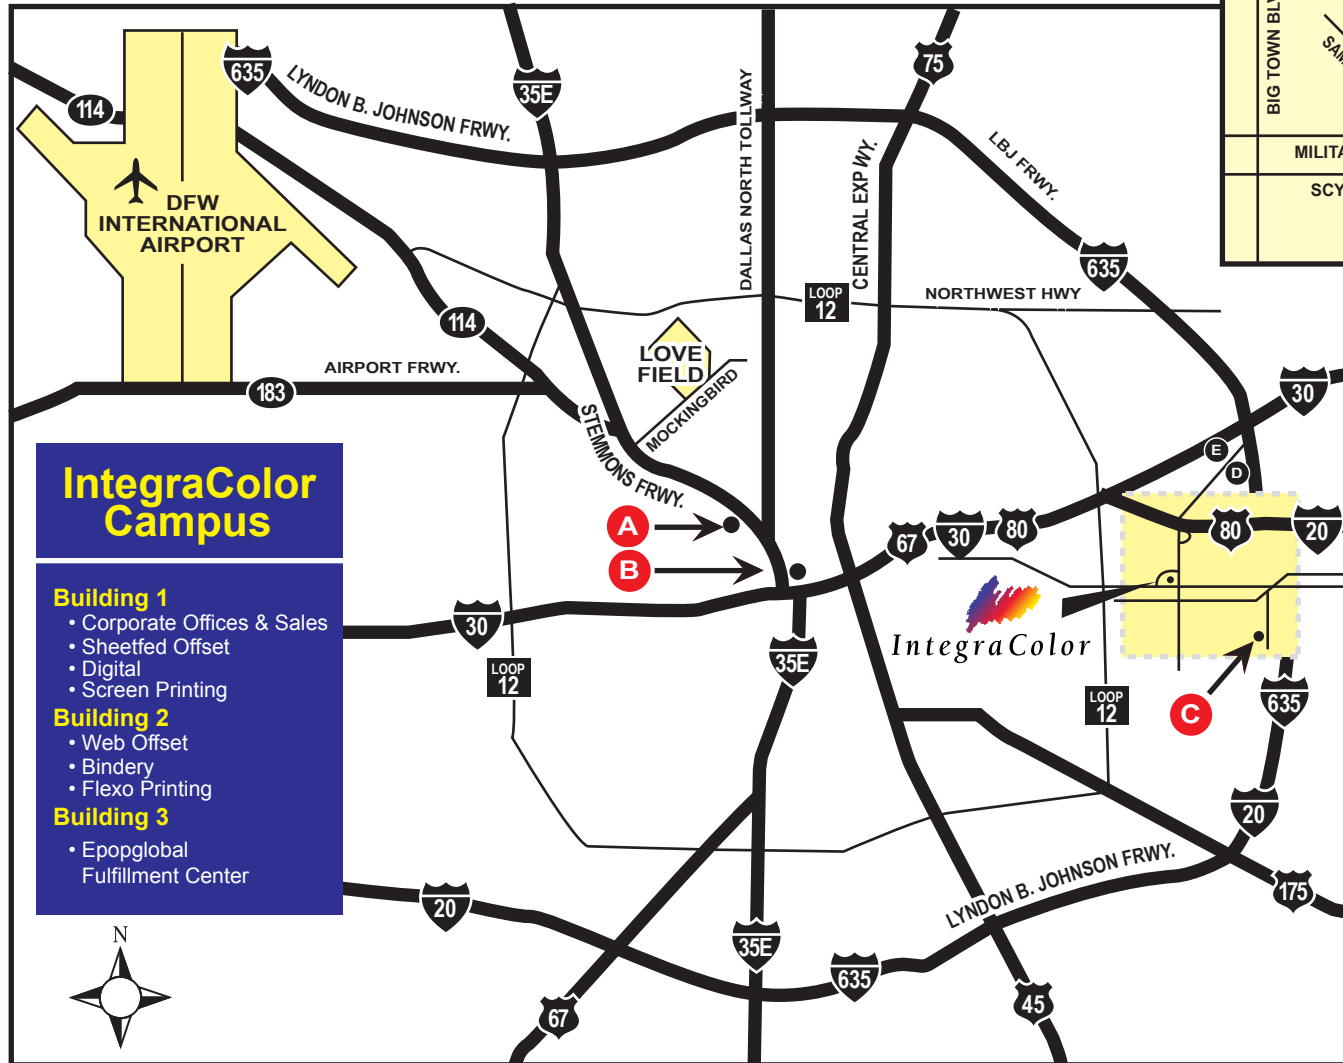 BIG TOWN BLV
SAM
MILITA
SCY
635
LYNDON B. JOHNSON FRWY.
35E
75
114
DFW
INTERNATIONAL
AIRPORT
DALLAS NORTH TOLLWAY
CENTRAL EXP WY.
LBJ FRWY.
635
LOOP
12
NORTHWEST HWY
114
LOVE
FIELD
MOCKINGBIRD
AIRPORT FRWY.
183
30
STEMMONS FRWY.
E
D
IntegraColor
Campus
A
B
67
30
80
80
20
Building 1
• Corporate Offices & Sales
• Sheetfed Offset
• Digital
• Screen Printing
Building 2
• Web Offset
• Bindery
• Flexo Printing
Building 3
• Epopglobal
Fulfillment Center
30
IntegraColor
35E
LOOP
12
LOOP
12
C
635
20
LYNDON B. JOHNSON FRWY.
175
20
N
35E
635
67
45